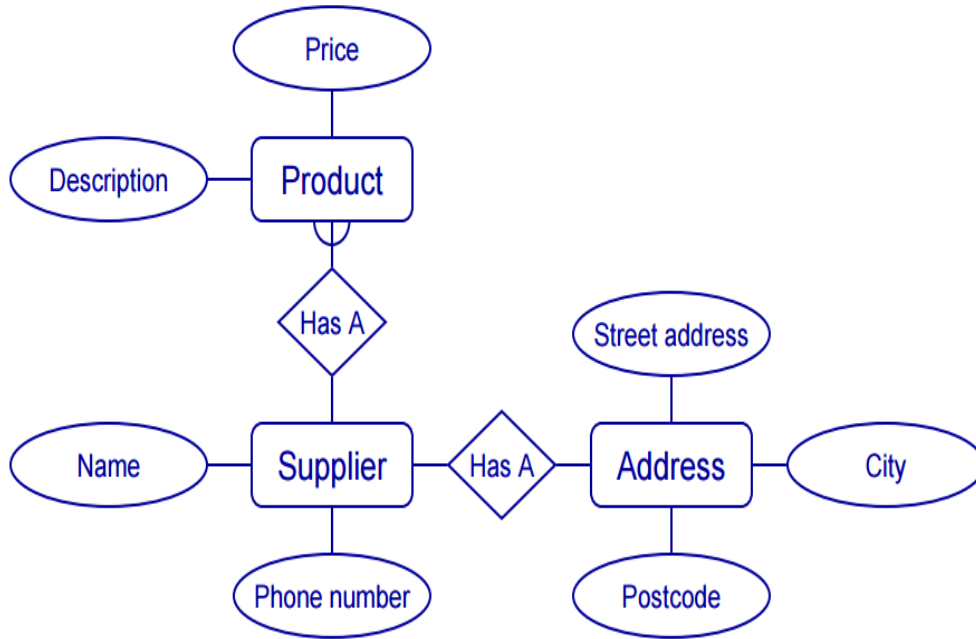 Price
Description
Product
Has A
Street address
Name
Supplier
Has A
Address
City
Phone number
Postcode